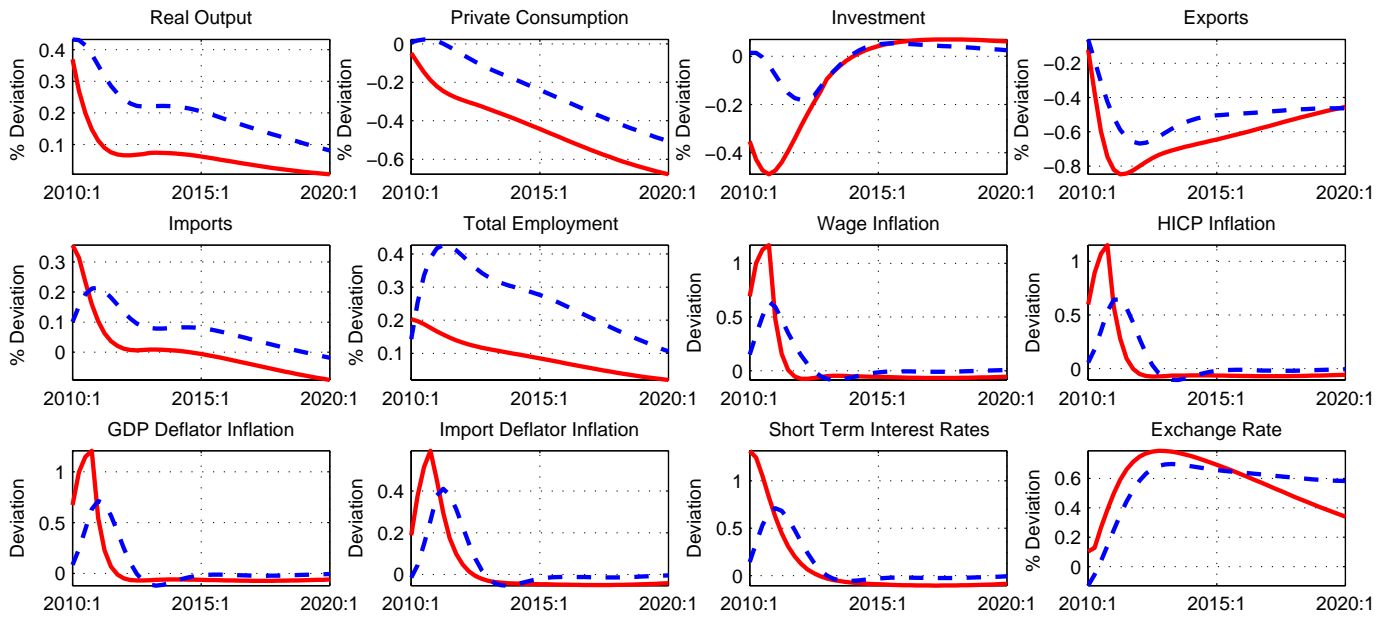 Real Output
Private Consumption
Investment
Exports
% Deviation
0.4
0.3
0.2
0.1
2010:1 2015:1 2020:1
% Deviation
0
−0.2
−0.4
−0.6
2010:1 2015:1 2020:1
% Deviation
0
−0.2
−0.4
2010:1 2015:1 2020:1
% Deviation
−0.2
−0.4
−0.6
−0.8
2010:1 2015:1 2020:1
Imports
Total Employment
Wage Inflation
HICP Inflation
% Deviation
0.3
0.2
0.1
0
2010:1 2015:1 2020:1
% Deviation
0.4
0.3
0.2
0.1
2010:1 2015:1 2020:1
Deviation
1
0.5
0
2010:1 2015:1 2020:1
Deviation
1
0.5
0
2010:1 2015:1 2020:1
GDP Deflator Inflation
Import Deflator Inflation
Short Term Interest Rates
Exchange Rate
Deviation
1
0.5
0
2010:1 2015:1 2020:1
Deviation
0.4
0.2
0
2010:1 2015:1 2020:1
Deviation
1
0.5
0
2010:1 2015:1 2020:1
% Deviation
0.6
0.4
0.2
0
2010:1 2015:1 2020:1